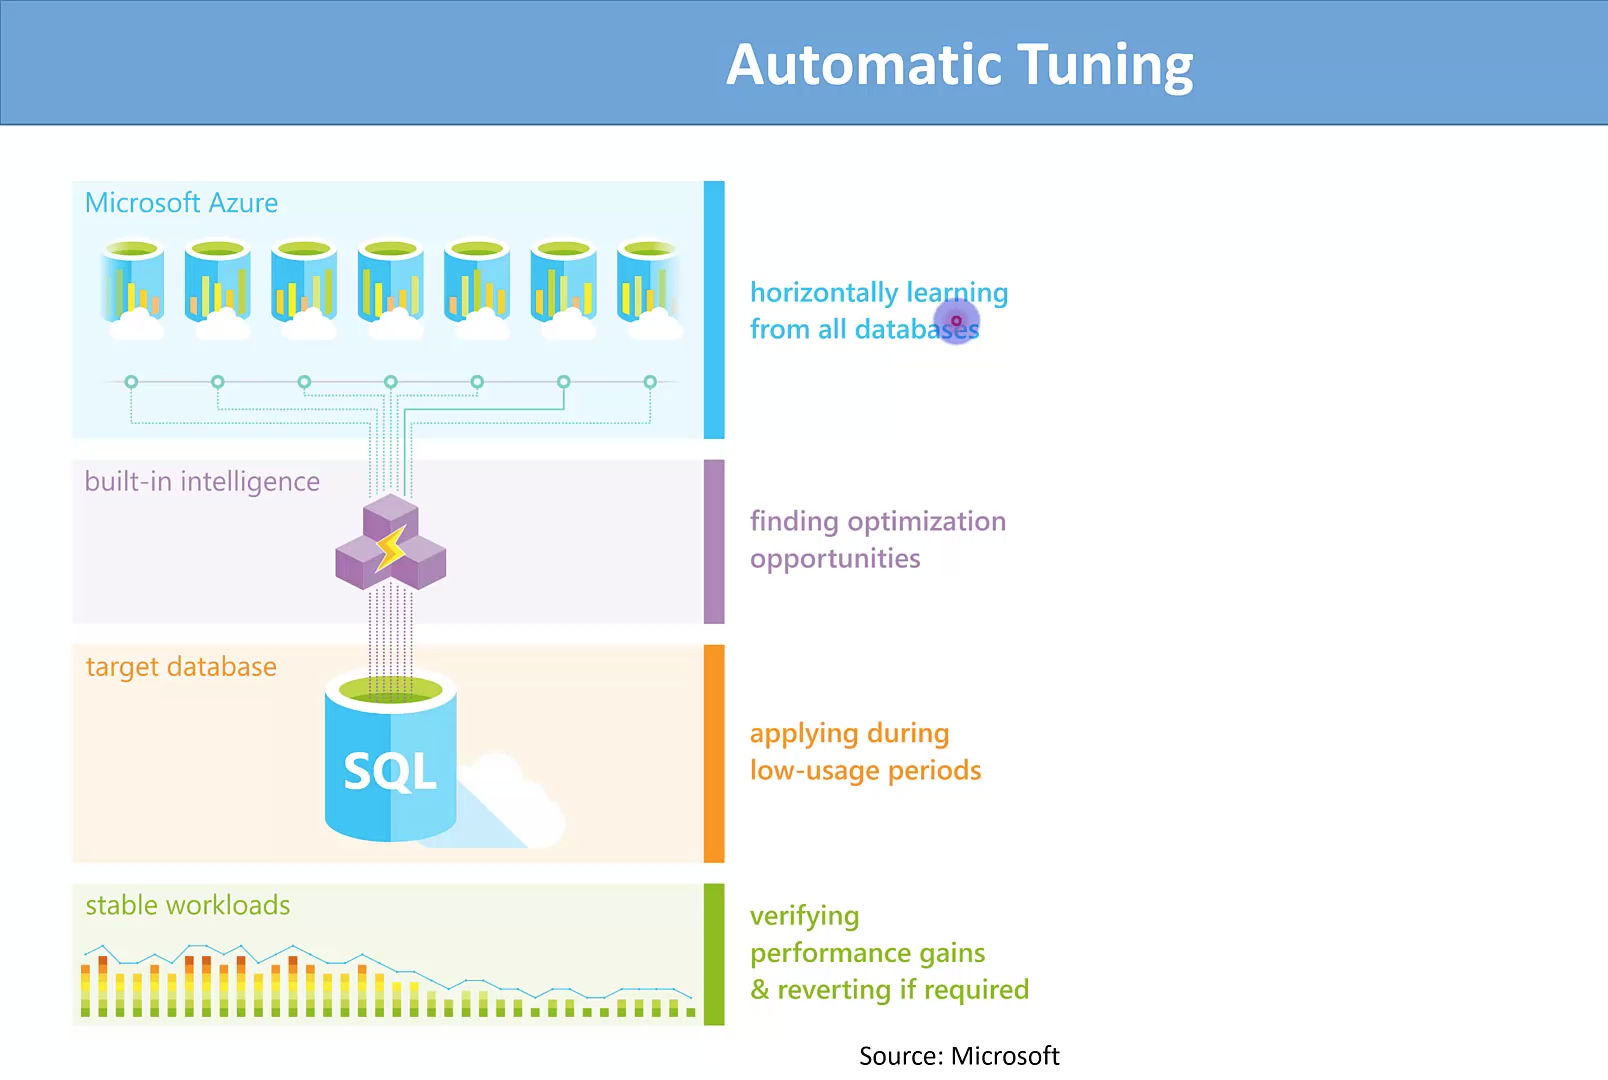 Automatic Tuning
Microsoft Azure
horizontally learning
from all databases
built-in intelligence
finding optimization
opportunities
target database
SQL
applying during
low-usage periods
stable workloads
verifying
performance gains
& reverting if required
Source: Microsoft